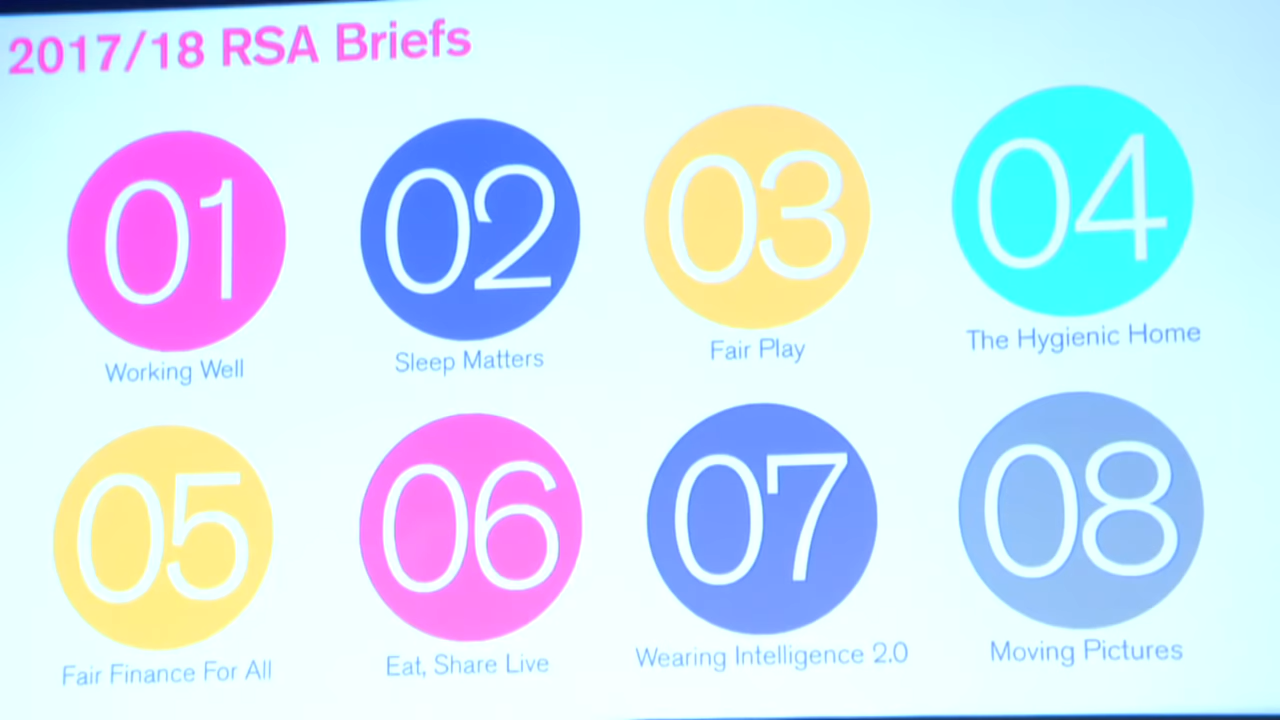 2017/18 RSA Briefs
01
02
03
04
Working Well
Sleep Matters
Fair Play
The Hygienic Home
05
06
07
08
Fair Finance For All
Eat, Share Live
Wearing Intelligence 2.0
Moving Pictures